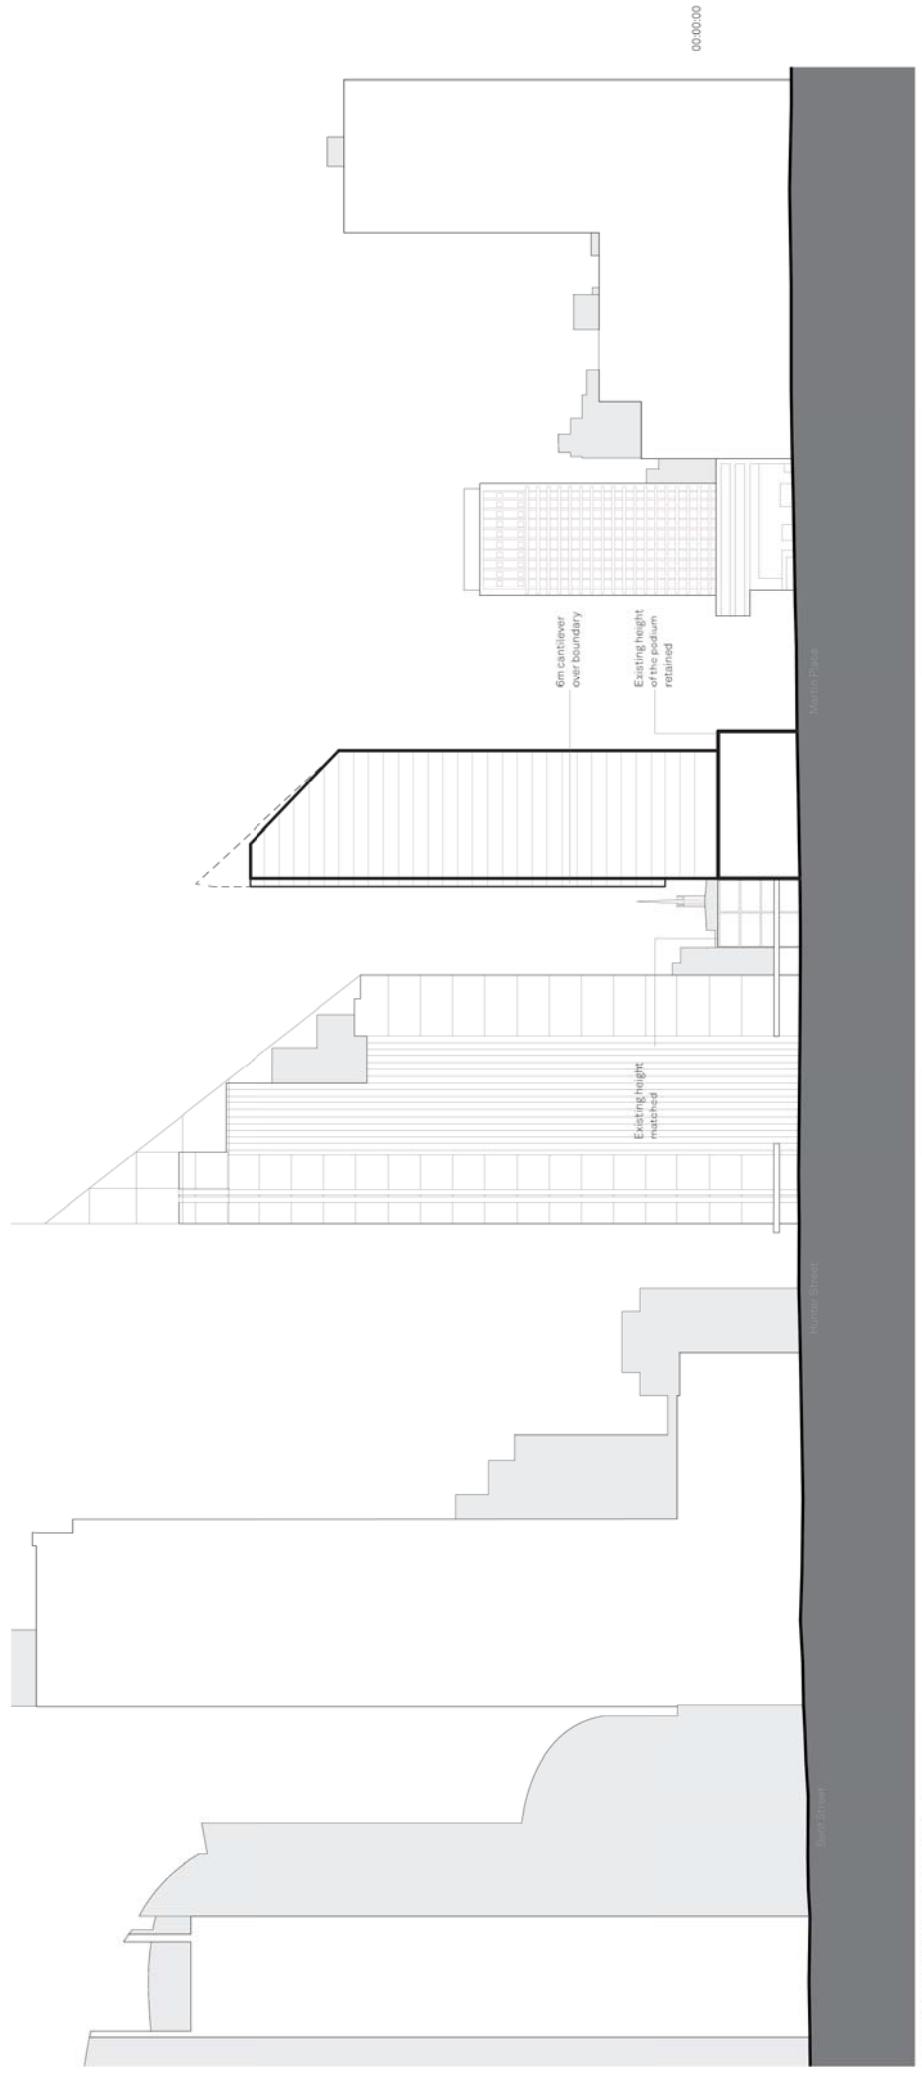 00:00:00
6m cantilever
over boundary
Existing height
of the podium
retained
Existing height
matched
Martin Place
Hunter Street
Bent Street